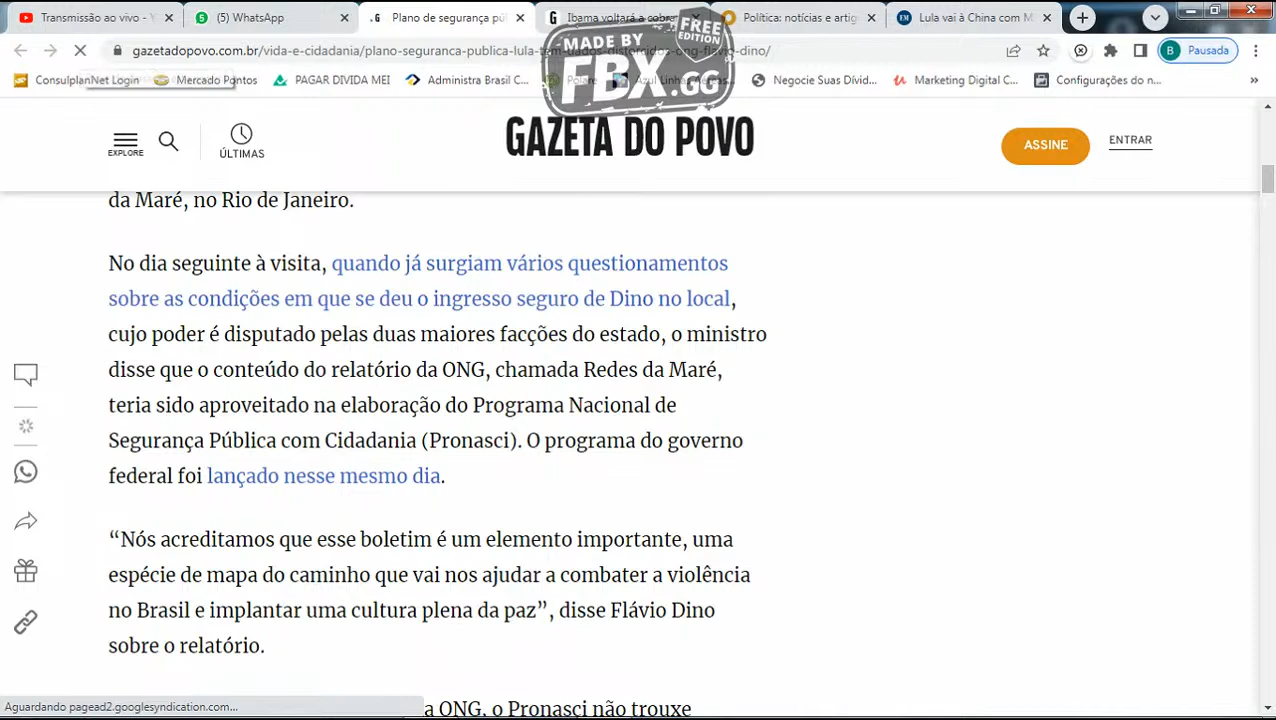 Transmissão ao vivo - Y
(5) WhatsApp
Plano de segurança pú
Ibama voltará a cobra
Política: notícias e artig
Lula vai à China com M
gazetadopovo.com.br/vida-e-cidadania/plano-seguranca-publica-lula-tem-dados-distorcidos-ong-flavio-dino/
Pausada
ConsulplanNet Login
Mercado Pontos
PAGAR DIVIDA MEI
Administra Brasil C...
Polare
Azul Linhas Aéreas...
Negocie Suas Dívid...
Marketing Digital C...
Configurações do n...
MADE BY
FREE
EDITION
FBX.GG
EXPLORE
ÚLTIMAS
GAZETA DO POVO
ASSINE
ENTRAR
da Maré, no Rio de Janeiro.
No dia seguinte à visita, quando já surgiam vários questionamentos
sobre as condições em que se deu o ingresso seguro de Dino no local,
cujo poder é disputado pelas duas maiores facções do estado, o ministro
disse que o conteúdo do relatório da ONG, chamada Redes da Maré,
teria sido aproveitado na elaboração do Programa Nacional de
Segurança Pública com Cidadania (Pronasci). O programa do governo
federal foi lançado nesse mesmo dia.
“Nós acreditamos que esse boletim é um elemento importante, uma
espécie de mapa do caminho que vai nos ajudar a combater a violência
no Brasil e implantar uma cultura plena da paz”, disse Flávio Dino
sobre o relatório.
a ONG, o Pronasci não trouxe
Aguardando pagead2.googlesyndication.com...